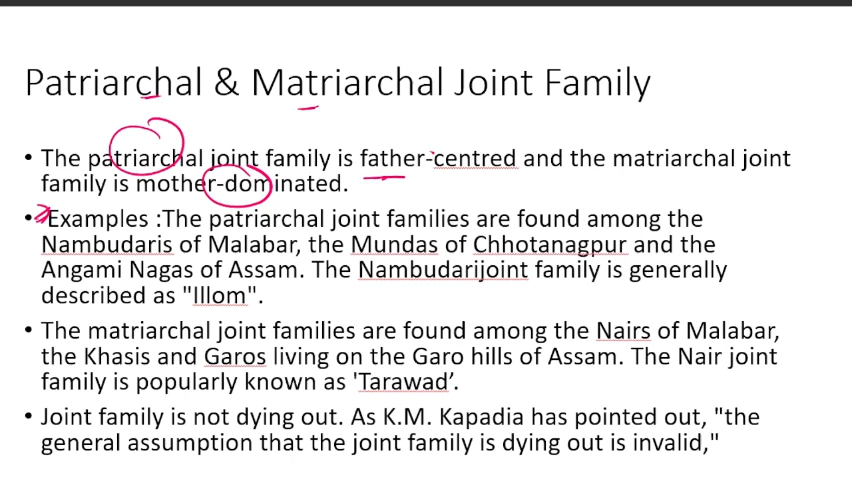 Patriarchal & Matriarchal Joint Family
• The patriarchal joint family is father-centred and the matriarchal joint
family is mother-dominated.
• Examples :The patriarchal joint families are found among the
Nambudaris of Malabar, the Mundas of Chhotanagpur and the
Angami Nagas of Assam. The Nambudarijoint family is generally
described as "Illom".
• The matriarchal joint families are found among the Nairs of Malabar,
the Khasis and Garos living on the Garo hills of Assam. The Nair joint
family is popularly known as 'Tarawad’.
• Joint family is not dying out. As K.M. Kapadia has pointed out, "the
general assumption that the joint family is dying out is invalid,"